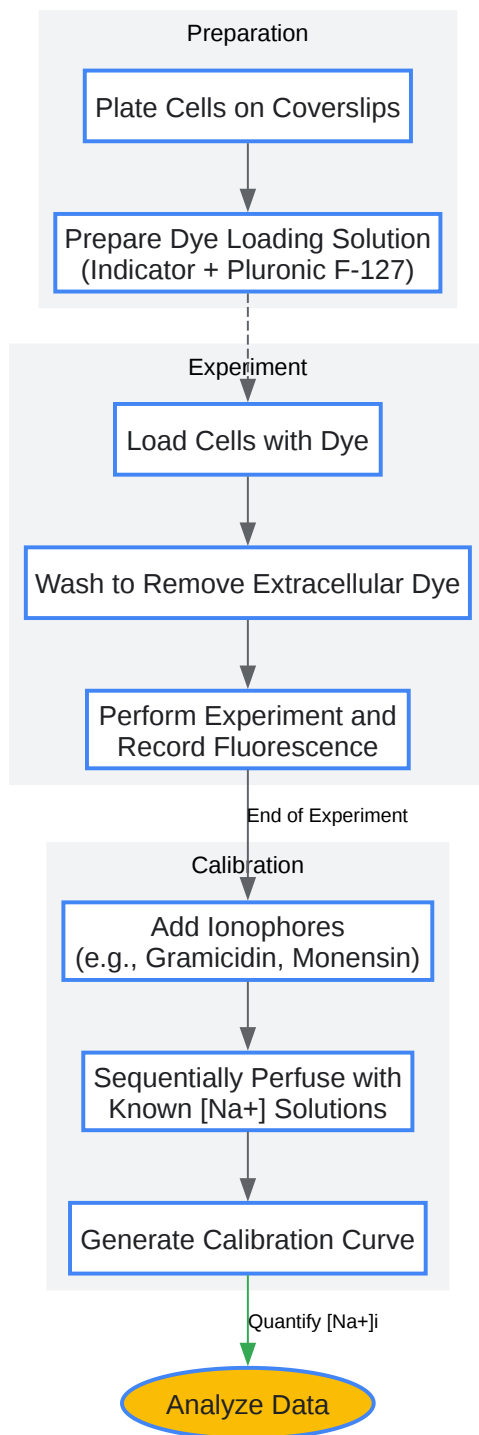 Preparation
Plate Cells on Coverslips
Prepare Dye Loading Solution
(Indicator + Pluronic F-127)
Experiment
Load Cells with Dye
Wash to Remove Extracellular Dye
Perform Experiment and
Record Fluorescence
End of Experiment
Calibration
Add Ionophores
(e.g., Gramicidin, Monensin)
Sequentially Perfuse with
Known [Na+] Solutions
Generate Calibration Curve
Quantify [Na+]i
Analyze Data